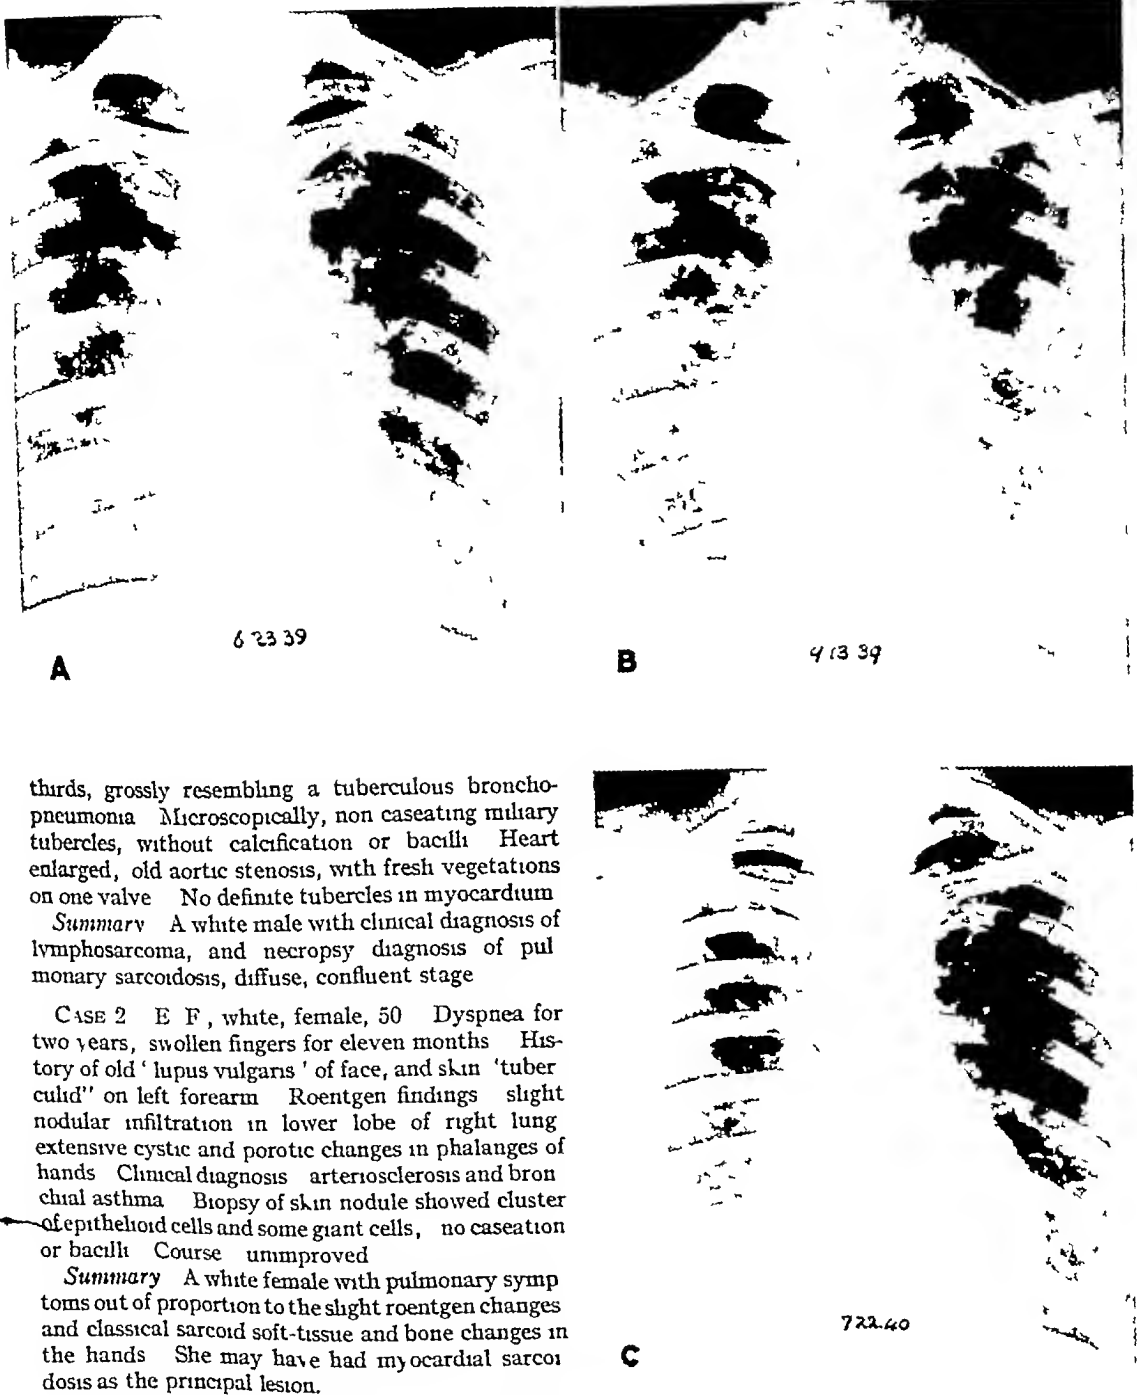 6 23 39
A
4 13 39
B
thirds, grossly resembling a tuberculous broncho-
pneumonia Microscopically, non caseating miliary
tubercles, without calcification or bacilli Heart
enlarged, old aortic stenosis, with fresh vegetations
on one valve No definite tubercles in myocardium
Summary A white male with clinical diagnosis of
lymphosarcoma, and necropsy diagnosis of pul
monary sarcoidosis, diffuse, confluent stage
CASE 2 E F, white, female, 50 Dyspnea for
two years, swollen fingers for eleven months His-
tory of old ' lupus vulgaris ' of face, and skin 'tuber
culid" on left forearm Roentgen findings slight
nodular infiltration in lower lobe of right lung
extensive cystic and porotic changes in phalanges of
hands Clinical diagnosis arteriosclerosis and bron
chial asthma Biopsy of skin nodule showed cluster
of epithelioid cells and some giant cells, no caseation
or bacilli Course unimproved
Summary A white female with pulmonary symp
toms out of proportion to the slight roentgen changes
and classical sarcoid soft-tissue and bone changes in
the hands She may have had myocardial sarcoi
dosis as the principal lesion.
7 22.40
C